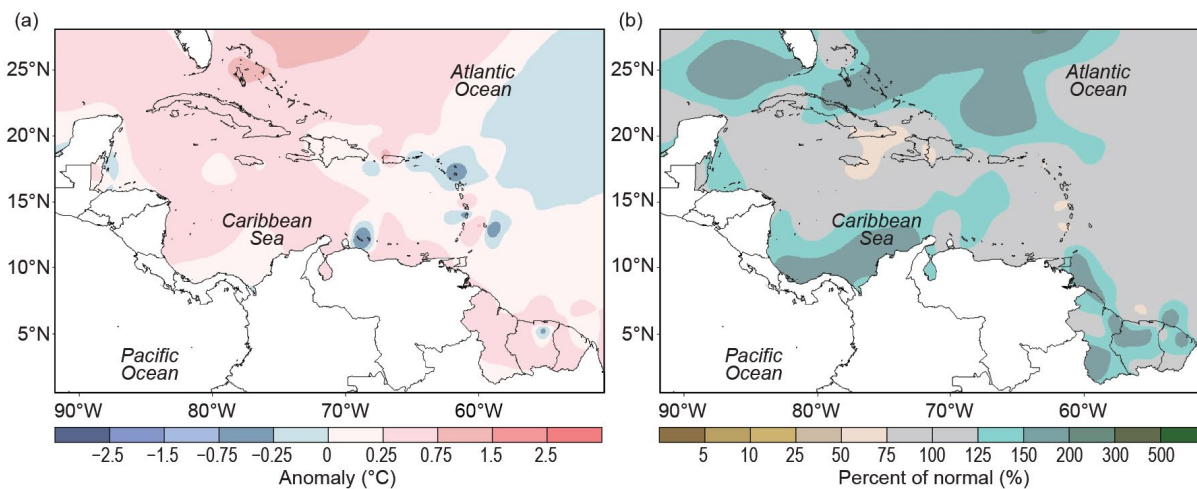 (a)
25°N
20°N
15°N
10°N
5°N
Atlantic
Ocean
Caribbean
Sea
Pacific
Ocean
90°W 80°W 70°W 60°W
−2.5 −1.5 −0.75 −0.25 0 0.25 0.75 1.5 2.5
Anomaly (°C)
(b)
25°N
20°N
15°N
10°N
5°N
Atlantic
Ocean
Caribbean
Sea
Pacific
Ocean
90°W 80°W 70°W 60°W
5 10 25 50 75 100 125 150 200 300 500
Percent of normal (%)